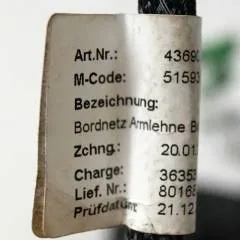 Art.Nr.: 43690
M-Code: 51593
Bezeichnung:
Bordnetz Armlehne
Zchng.: 20.01.
Charge: 36353
Lief. Nr.: 80168
Prüfdatum: 21.12